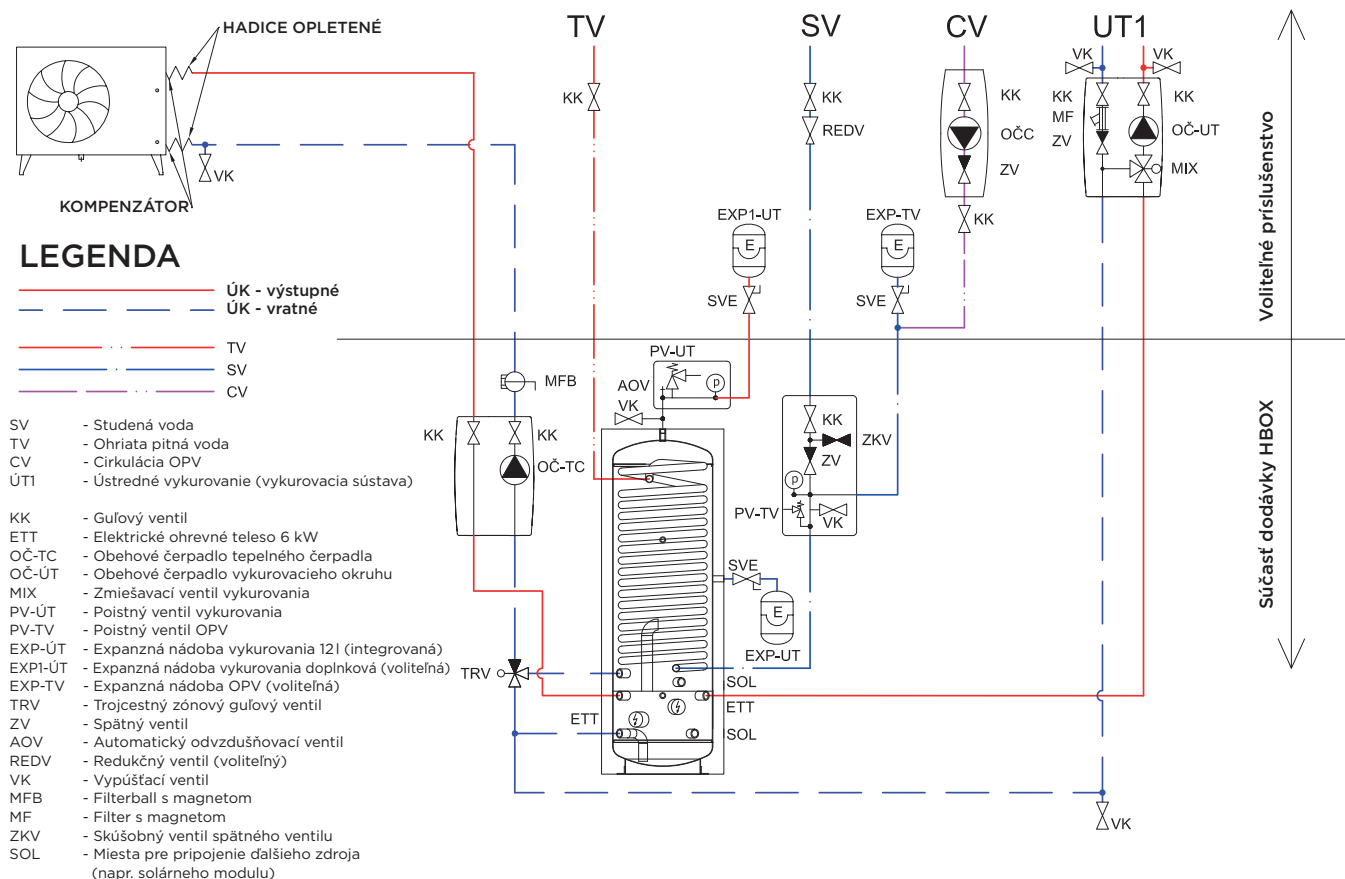 HADICE OPLETENÉ
TV
SV
CV
UT1
VK
VK
KK
KK
KK
KK
KK
MF
REDV
OČC
ZV
OČ-UT
ZV
MIX
VK
KOMPENZÁTOR
EXP1-UT
EXP-TV
KK
E
E
SVE
SVE
Voliteľné príslušenstvo
LEGENDA
ÚK - výstupné
ÚK - vratné
TV
SV
CV
PV-UT
MFB
AOV
p
VK
KK
KK
KK
ZKV
OČ-TC
ZV
p
PV-TV
VK
SVE
E
EXP-UT
TRV
SOL
ETT
ETT
SOL
VK
Súčasť dodávky HBOX
SV - Studená voda
TV - Ohriata pitná voda
CV - Cirkulácia OPV
ÚT1 - Ústredné vykurovanie (vykurovacia sústava)
KK - Guľový ventil
ETT - Elektrické ohrevné teleso 6 kW
OČ-TC - Obehové čerpadlo tepelného čerpadla
OČ-ÚT - Obehové čerpadlo vykurovacieho okruhu
MIX - Zmiešavací ventil vykurovania
PV-ÚT - Poistný ventil vykurovania
PV-TV - Poistný ventil OPV
EXP-ÚT - Expanzná nádoba vykurovania 12 l (integrovaná)
EXP1-ÚT - Expanzná nádoba vykurovania doplnková (voliteľná)
EXP-TV - Expanzná nádoba OPV (voliteľná)
TRV - Trojcestný zónový guľový ventil
ZV - Spätný ventil
AOV - Automatický odvzdušňovací ventil
REDV - Redukčný ventil (voliteľný)
VK - Vypúšťací ventil
MFB - Filterball s magnetom
MF - Filter s magnetom
ZKV - Skúšobný ventil spätného ventilu
SOL - Miesta pre pripojenie ďalšieho zdroja
(napr. solárneho modulu)